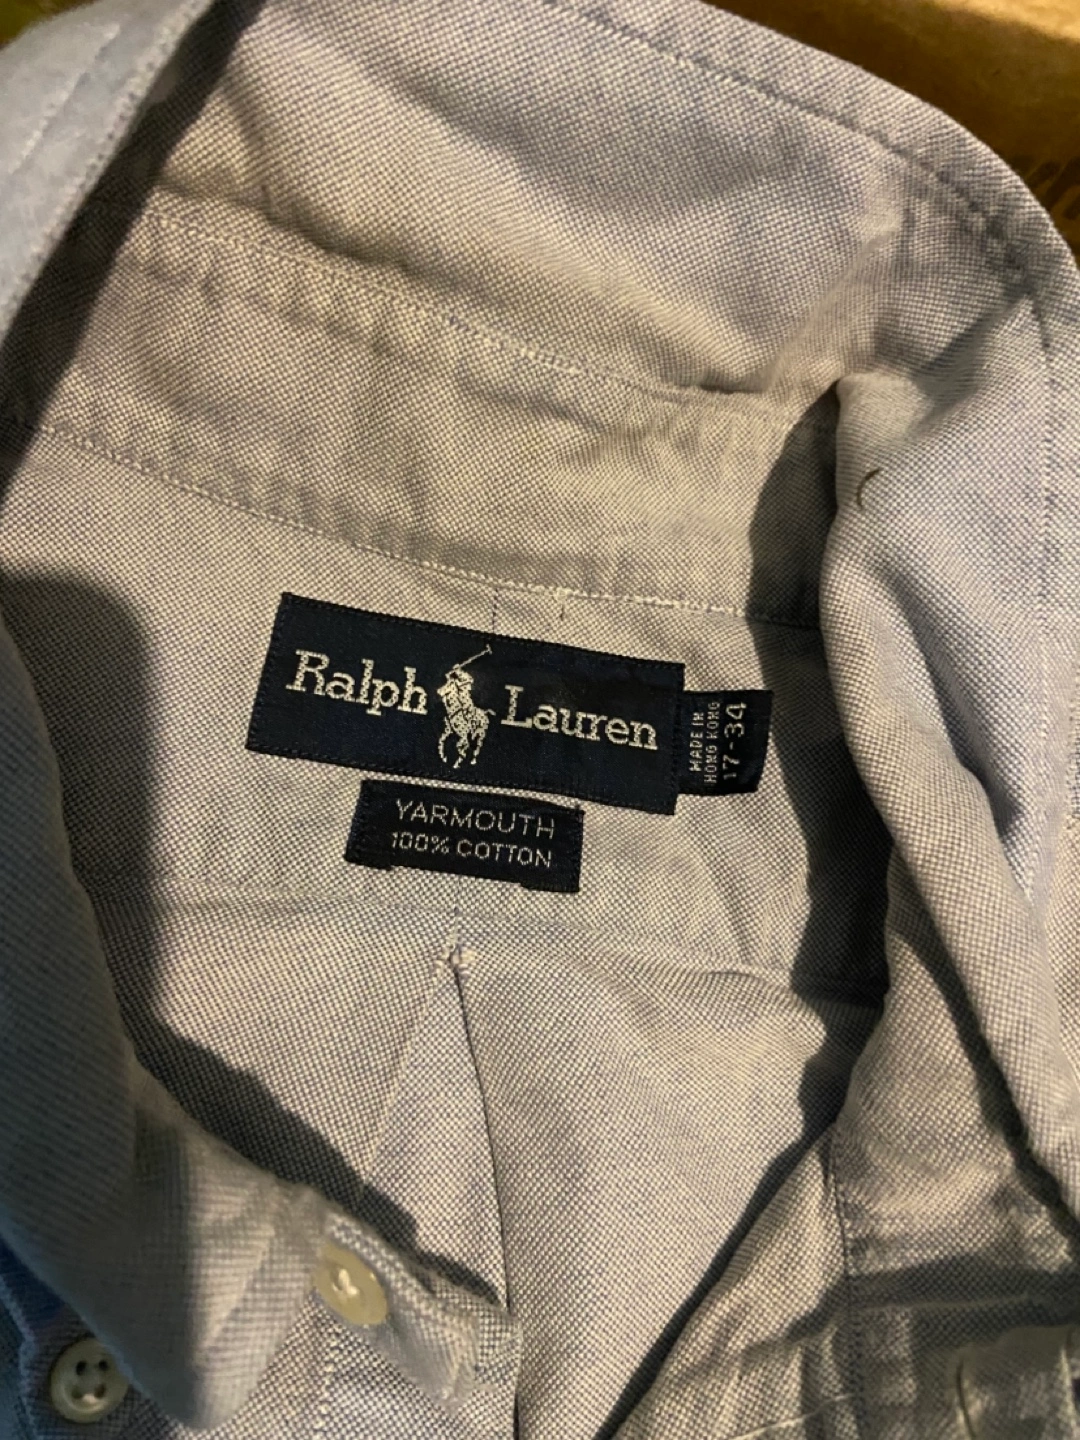 Ralph Lauren
MADE IN
HONG KONG
17-34
YARMOUTH
100% COTTON